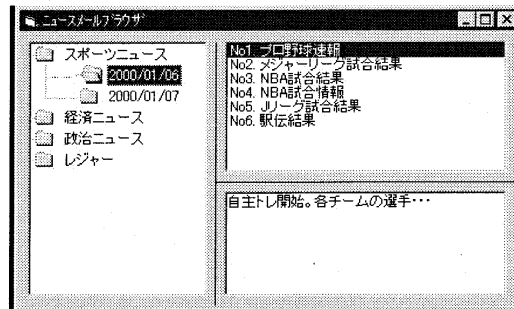 ニュースメールブラウザ
スポーツニュース
2000/01/06
2000/01/07
経済ニュース
政治ニュース
レジャー
No1. プロ野球速報
No2. メジャーリーグ試合結果
No3. NBA試合結果
No4. NBA試合情報
No5. Jリーグ試合結果
No6. 駅伝結果
自主トレ開始。各チームの選手・・・